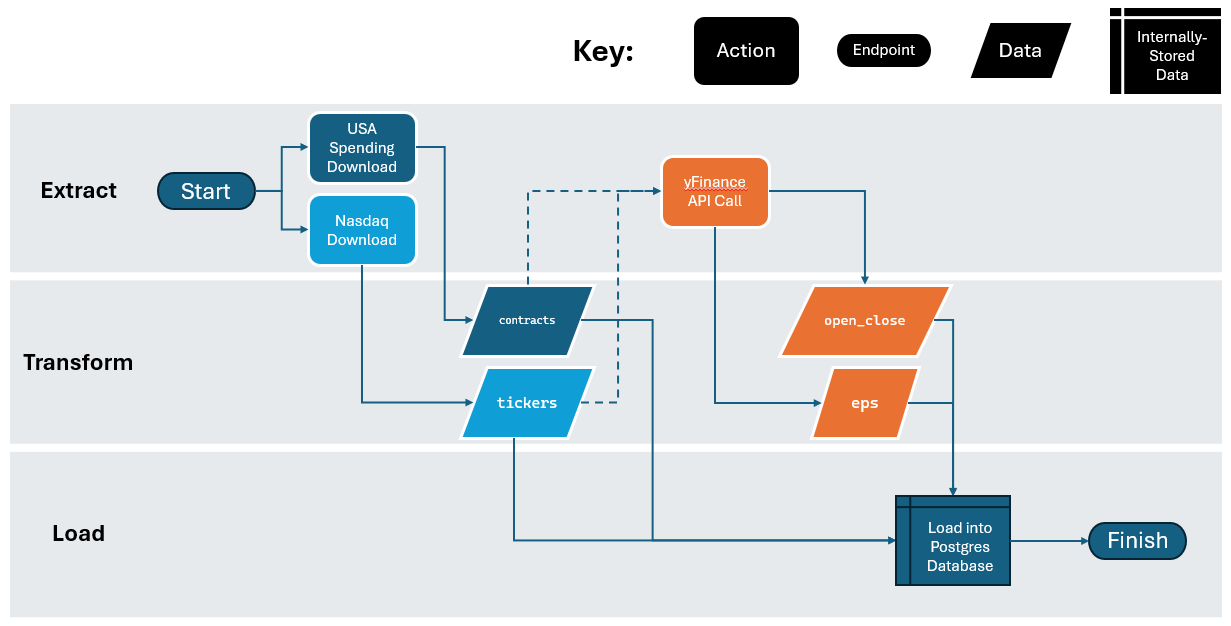 Key:
Action
Endpoint
Data
Internally-
Stored
Data
Extract
Start
USA
Spending
Download
Nasdaq
Download
yFinance
API Call
Transform
contracts
tickers
open_close
eps
Load
Load into
Postgres
Database
Finish